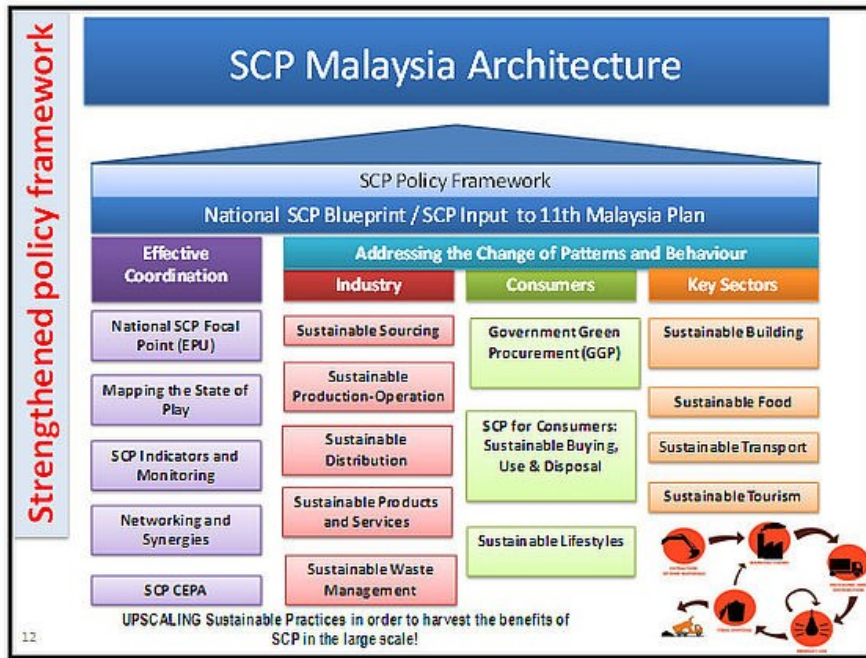 Strengthened policy framework
SCP Malaysia Architecture
SCP Policy Framework
National SCP Blueprint / SCP Input to 11th Malaysia Plan
Effective
Coordination
Addressing the Change of Patterns and Behaviour
Industry
Consumers
Key Sectors
National SCP Focal
Point (EPU)
Mapping the State of
Play
SCP Indicators and
Monitoring
Networking and
Synergies
SCP CEPA
Sustainable Sourcing
Sustainable
Production-Operation
Sustainable
Distribution
Sustainable Products
and Services
Sustainable Waste
Management
Government Green
Procurement (GGP)
SCP for Consumers:
Sustainable Buying,
Use & Disposal
Sustainable Lifestyles
Sustainable Building
Sustainable Food
Sustainable Transport
Sustainable Tourism
UPSCALING Sustainable Practices in order to harvest the benefits of
SCP in the large scale!
12